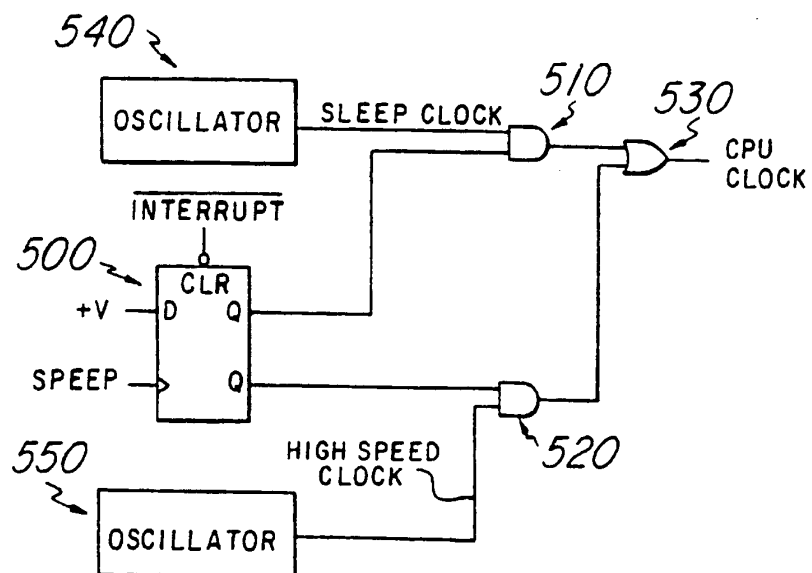 540
OSCILLATOR
SLEEP CLOCK
510
530
CPU
CLOCK
INTERRUPT
500
CLR
+V
D
Q
SPEEP
Q
520
HIGH SPEED
CLOCK
550
OSCILLATOR